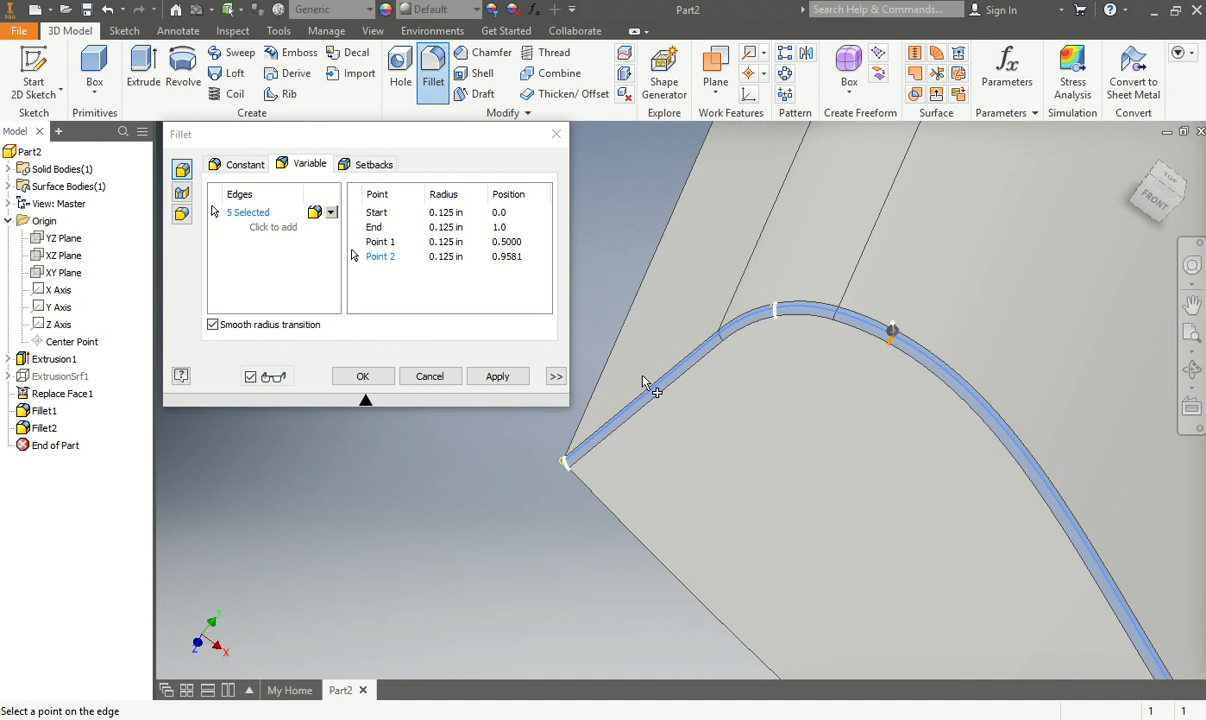 Generic
Default
Part2
Search Help & Commands...
Sign In
PRO
File
3D Model
Sketch
Annotate
Inspect
Tools
Manage
View
Environments
Get Started
Collaborate
Start
2D Sketch
Box
Extrude
Revolve
Sweep
Emboss
Decal
Loft
Derive
Import
Coil
Rib
Hole
Fillet
Chamfer
Thread
Shell
Combine
Draft
Thicken/ Offset
Shape
Generator
Plane
Box
Parameters
Stress
Analysis
Convert to
Sheet Metal
Sketch
Primitives
Create
Modify
Explore
Work Features
Pattern
Create Freeform
Surface
Parameters
Simulation
Convert
Model
Part2
Solid Bodies(1)
Surface Bodies(1)
View: Master
Origin
YZ Plane
XZ Plane
XY Plane
X Axis
Y Axis
Z Axis
Center Point
Extrusion1
ExtrusionSrf1
Replace Face1
Fillet1
Fillet2
End of Part
Fillet
Constant
Variable
Setbacks
Edges
5 Selected
Click to add
Point Radius Position
Start 0.125 in 0.0
End 0.125 in 1.0
Point 1 0.125 in 0.5000
Point 2 0.125 in 0.9581
Smooth radius transition
OK
Cancel
Apply
>>
TOP
FRONT
Y
Z
X
My Home
Part2
Select a point on the edge
1
1